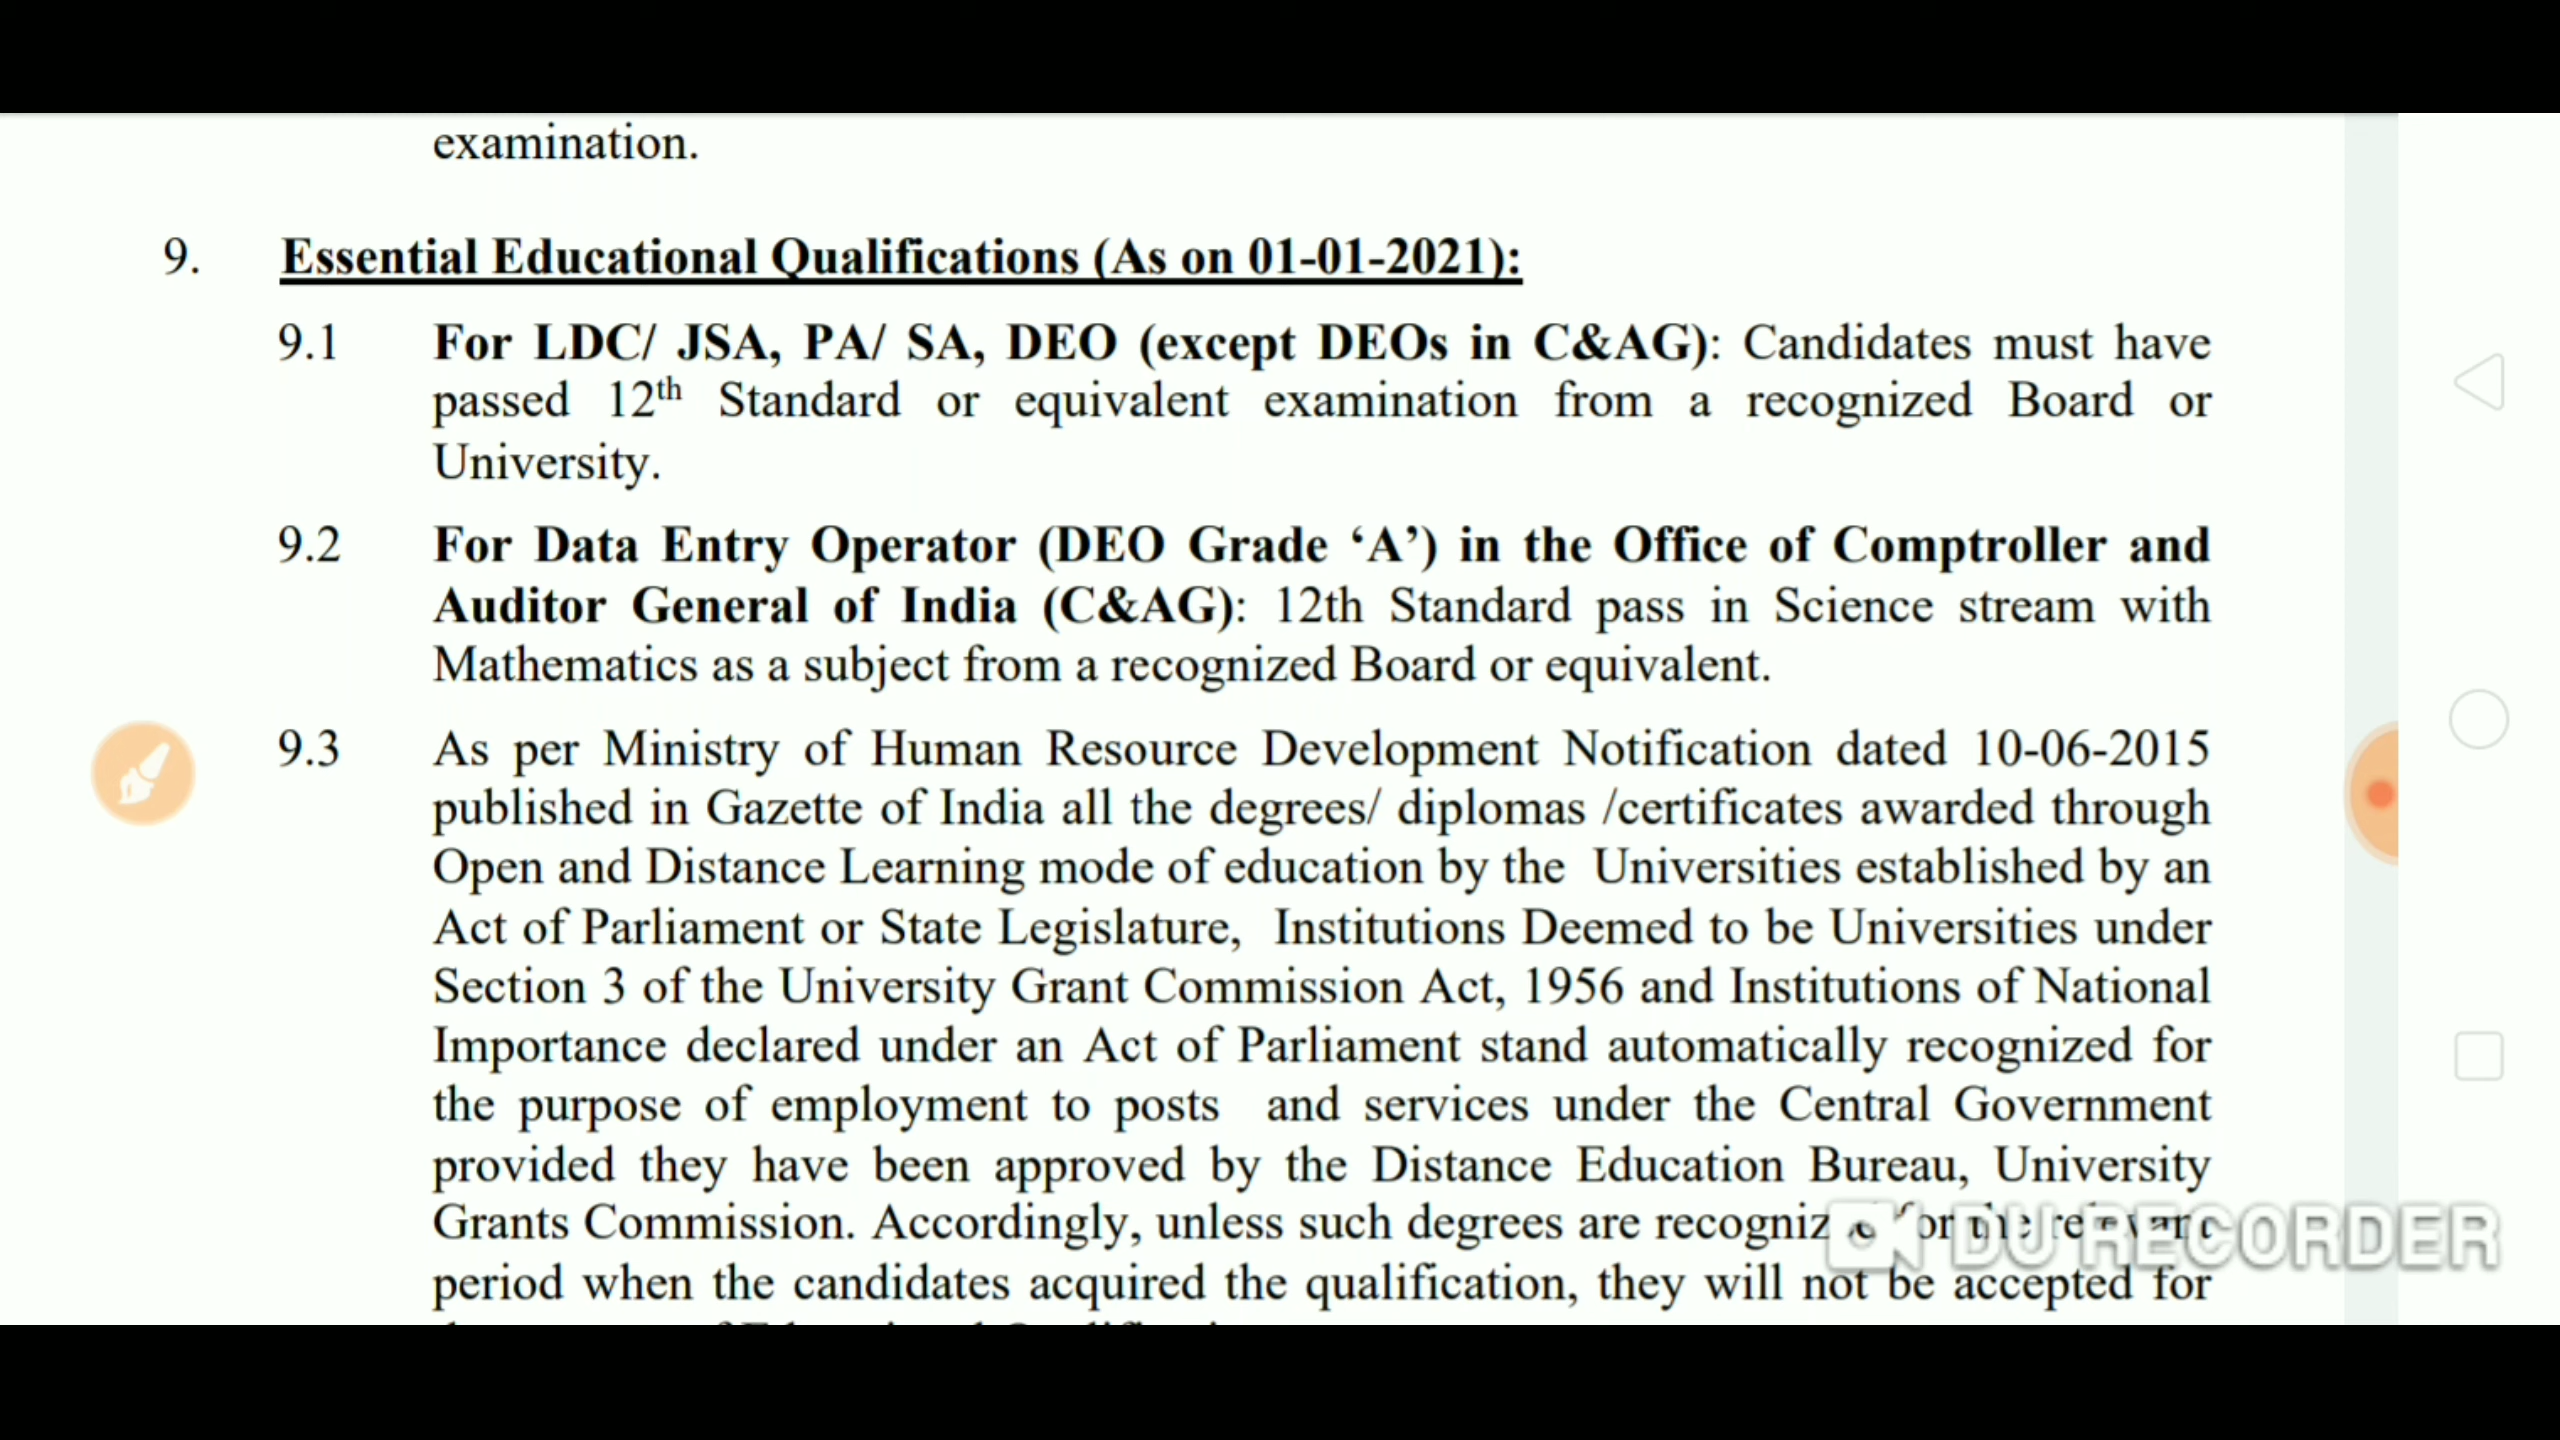 examination.
9. Essential Educational Qualifications (As on 01-01-2021):
9.1 For LDC/ JSA, PA/ SA, DEO (except DEOs in C&AG): Candidates must have
passed 12th Standard or equivalent examination from a recognized Board or
University.
9.2 For Data Entry Operator (DEO Grade ‘A’) in the Office of Comptroller and
Auditor General of India (C&AG): 12th Standard pass in Science stream with
Mathematics as a subject from a recognized Board or equivalent.
9.3 As per Ministry of Human Resource Development Notification dated 10-06-2015
published in Gazette of India all the degrees/ diplomas /certificates awarded through
Open and Distance Learning mode of education by the Universities established by an
Act of Parliament or State Legislature, Institutions Deemed to be Universities under
Section 3 of the University Grant Commission Act, 1956 and Institutions of National
Importance declared under an Act of Parliament stand automatically recognized for
the purpose of employment to posts and services under the Central Government
provided they have been approved by the Distance Education Bureau, University
Grants Commission. Accordingly, unless such degrees are recognized for the relevant
period when the candidates acquired the qualification, they will not be accepted for
DU RECORDER